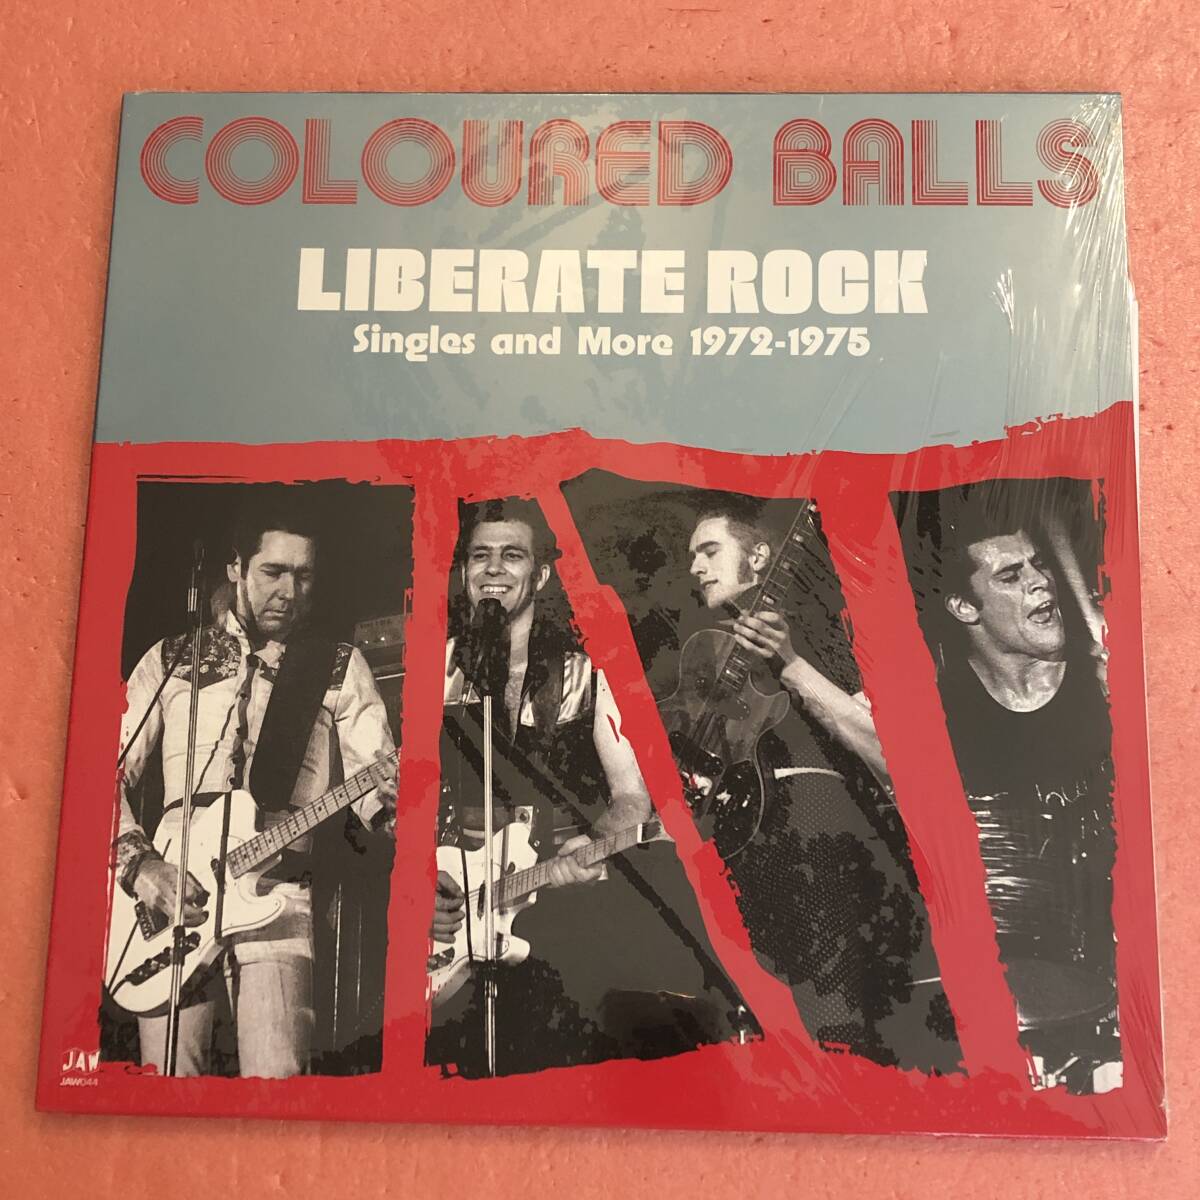 COLOURED BALLS
LIBERATE ROCK
Singles and More 1972-1975
JAW
JAW044